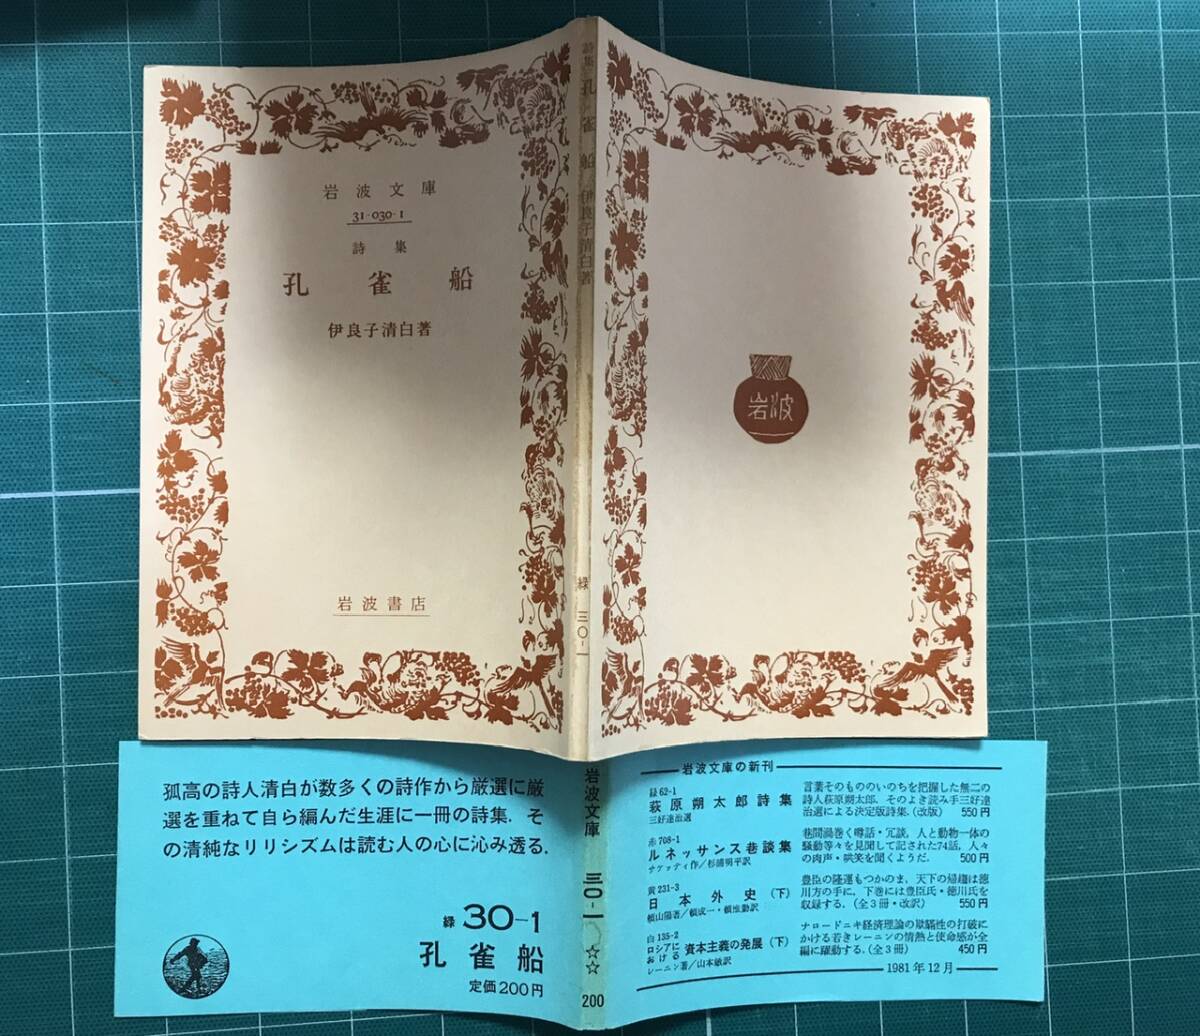 岩波文庫
31-030-1
詩集
孔雀船
伊良子清白著
岩波書店
詩集 孔雀船 伊良子清白著
緑 三〇-一
岩波
孤高の詩人清白が数多くの詩作から厳選に厳
選を重ねて自ら編んだ生涯に一冊の詩集．そ
の清純なリリシズムは読む人の心に沁み透る．
緑 30-1
孔雀船
定価200円
岩波文庫 三〇-一 ☆☆ 200
岩波文庫の新刊
緑62-1
萩原朔太郎詩集
三好達治選
言葉そのもののいのちを把握した無二の
詩人萩原朔太郎．そのよき読み手三好達
治選による決定版詩集．(改版) 550円
赤708-1
ルネッサンス巷談集
サケッティ作／杉浦明平訳
巷間渦巻く噂話・冗談，人と動物一体の
騒動等々を見聞して記された74話．人々
の肉声・哄笑を聞くようだ． 500円
黄231-3
日本外史(下)
頼山陽著／頼成一・頼惟勤訳
豊臣の隆運もつかのま，天下の帰趨は徳
川方の手に．下巻には豊臣氏・徳川氏を
収録する．(全3冊・改訳) 550円
白135-2
ロシアにおける資本主義の発展(下)
レーニン著／山本敏訳
ナロードニキ経済理論の欺瞞性の打破に
かける若きレーニンの情熱と使命感が全
編に躍動する．(全3冊) 450円
1981年12月